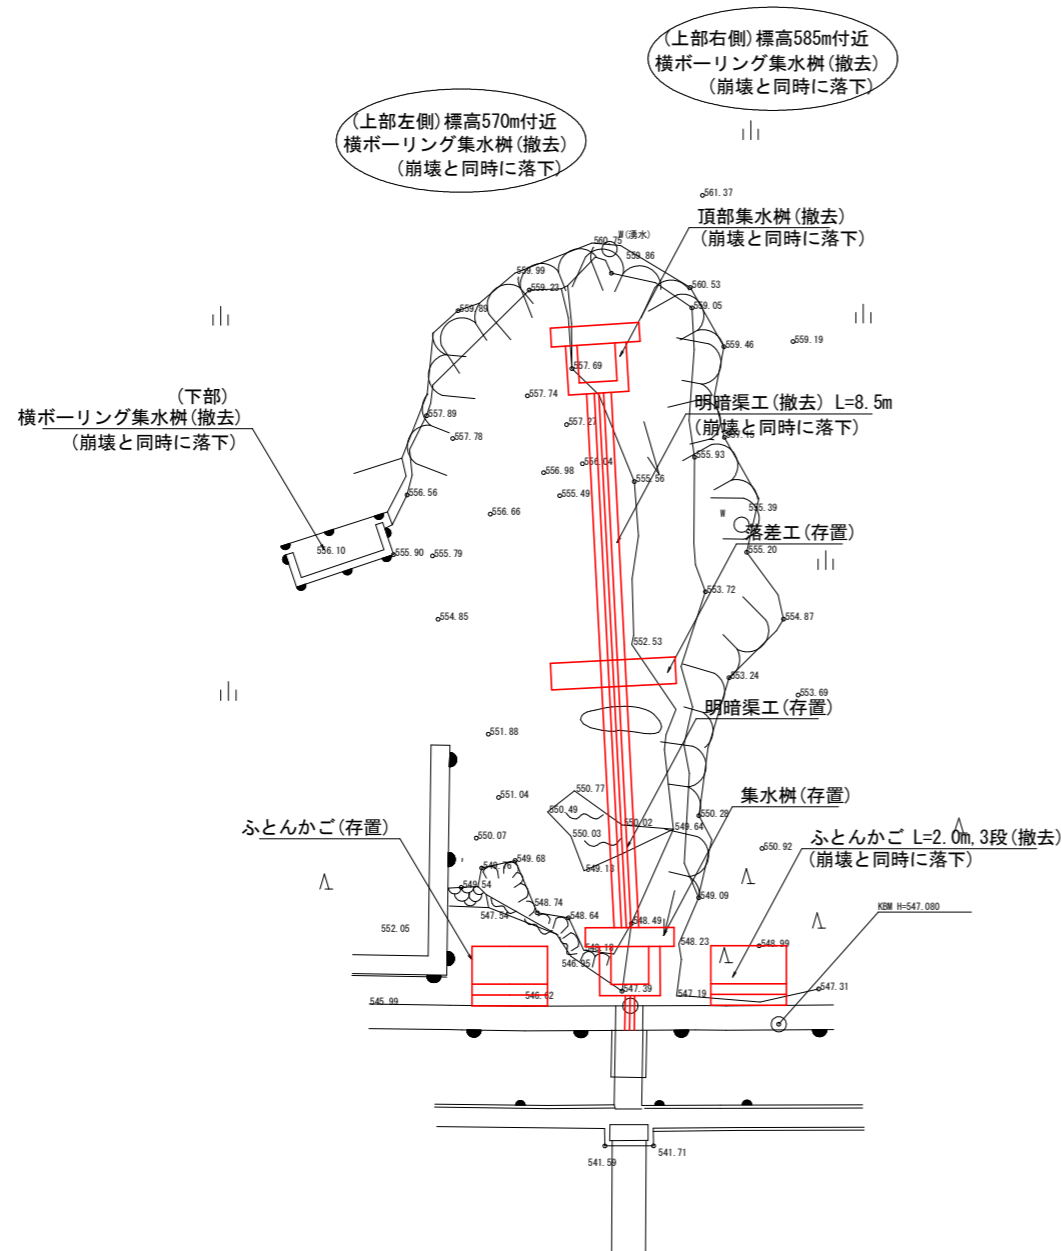 (上部右側)標高585m付近
横ボーリング集水桝(撤去)
(崩壊と同時に落下)
(上部左側)標高570m付近
横ボーリング集水桝(撤去)
(崩壊と同時に落下)
561.37
頂部集水桝(撤去)
(崩壊と同時に落下)
W(湧水)
560.75
559.86
559.99
559.23
560.53
559.05
559.89
559.46
559.19
557.69
(下部)
横ボーリング集水桝(撤去)
(崩壊と同時に落下)
557.74
明暗渠工(撤去) L=8.5m
(崩壊と同時に落下)
557.89
557.27
557.78
556.04
555.93
556.98
555.56
556.56
555.49
555.39
556.66
W
落差工(存置)
556.10
555.90
555.79
555.20
553.72
554.85
554.87
552.53
553.24
553.69
明暗渠工(存置)
551.88
550.77
551.04
集水桝(存置)
550.49
550.28
ふとんかご(存置)
550.02
549.64
550.07
550.03
ふとんかご L=2.0m,3段(撤去)
(崩壊と同時に落下)
550.92
549.68
549.13
549.54
549.09
KBM H=547.080
548.74
547.54
548.64
548.49
552.05
548.23
548.99
548.18
546.95
547.39
547.19
547.31
546.62
545.99
541.59
541.71